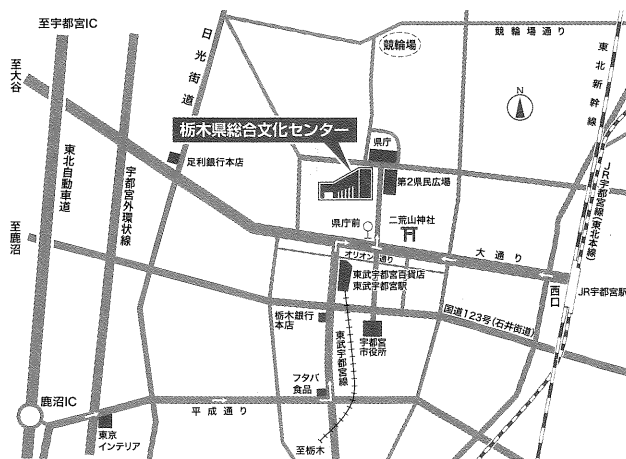 至宇都宮IC
至大谷
日光街道
競輪場
競輪場通り
東北新幹線
N
栃木県総合文化センター
県庁
足利銀行本店
第2県民広場
東北自動車道
宇都宮外環状線
JR宇都宮線(東北本線)
至鹿沼
県庁前
二荒山神社
大通り
オリオン通り
東武宇都宮百貨店
東武宇都宮駅
西口
JR宇都宮駅
国道123号(石井街道)
栃木銀行
本店
東武宇都宮線
宇都宮
市役所
フタバ
食品
鹿沼IC
平成通り
東京
インテリア
至栃木